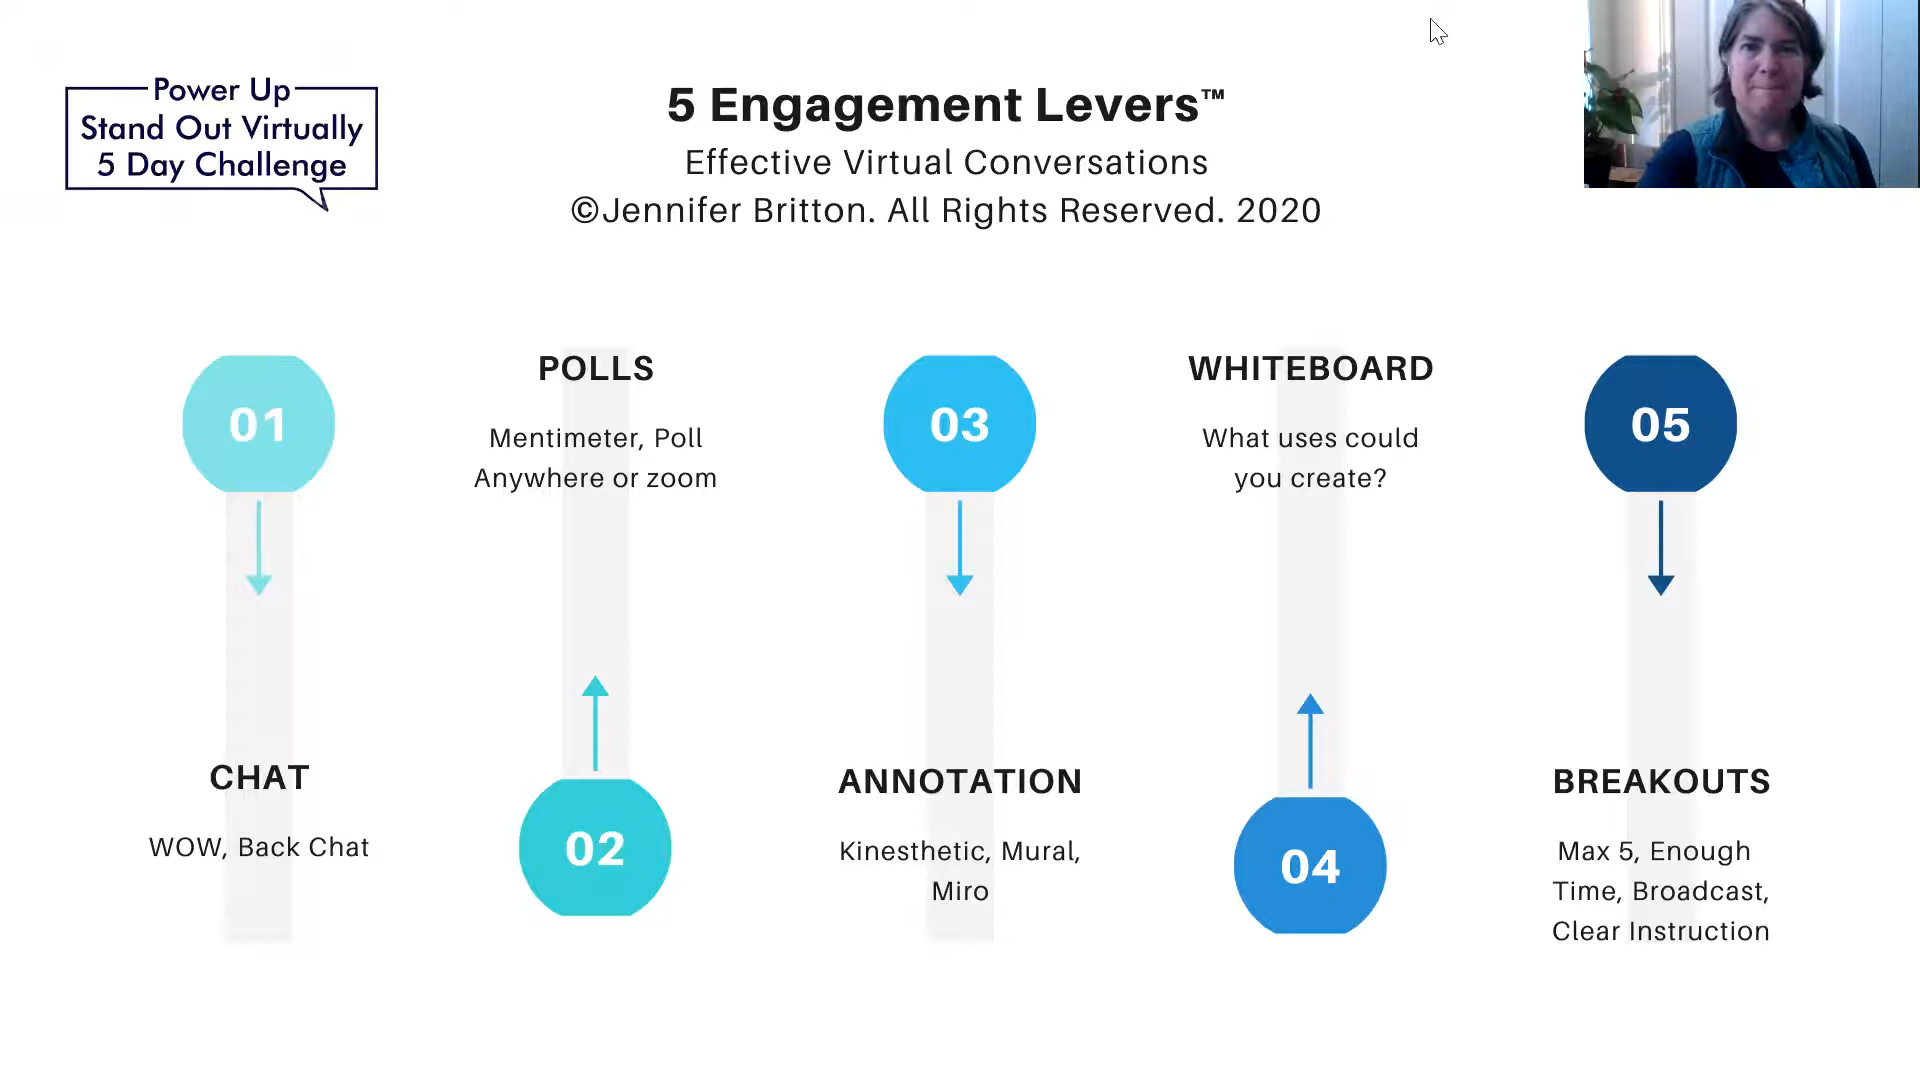 Power Up
Stand Out Virtually
5 Day Challenge
5 Engagement Levers™
Effective Virtual Conversations
©Jennifer Britton. All Rights Reserved. 2020
01
CHAT
WOW, Back Chat
POLLS
Mentimeter, Poll
Anywhere or zoom
02
03
ANNOTATION
Kinesthetic, Mural,
Miro
WHITEBOARD
What uses could
you create?
04
05
BREAKOUTS
Max 5, Enough
Time, Broadcast,
Clear Instruction